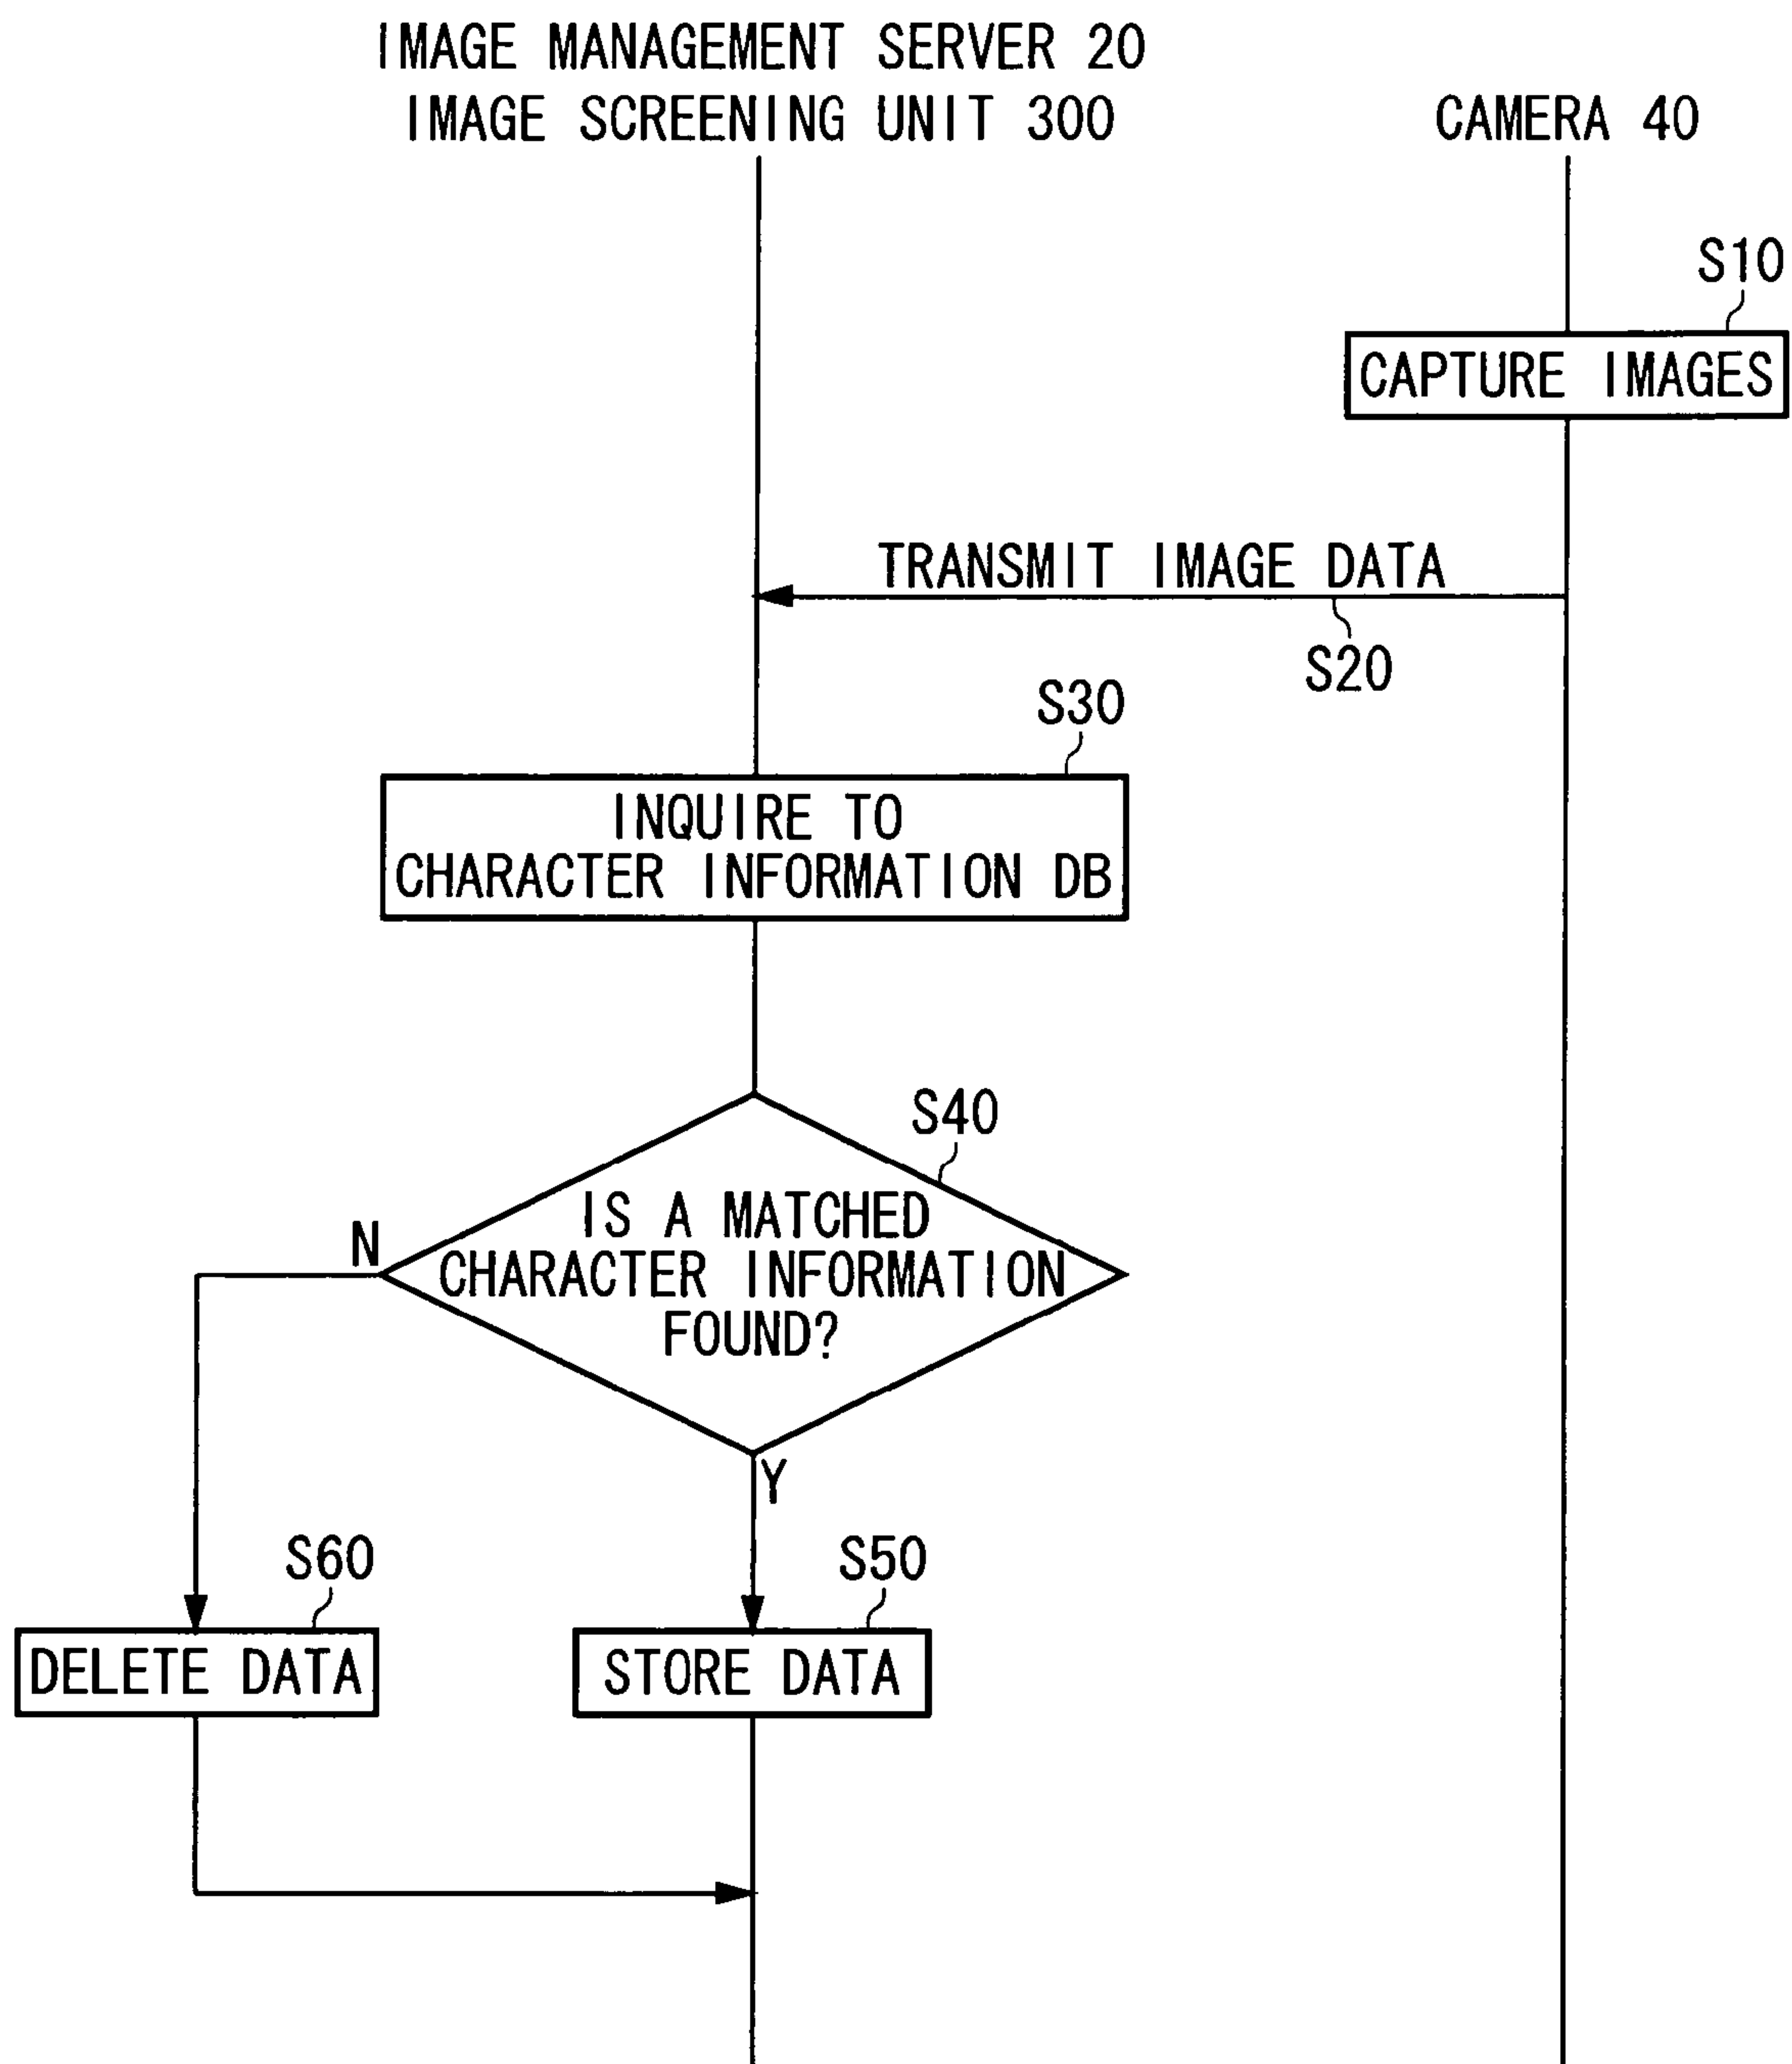 IMAGE MANAGEMENT SERVER 20
IMAGE SCREENING UNIT 300
CAMERA 40
S10
CAPTURE IMAGES
TRANSMIT IMAGE DATA
S20
S30
INQUIRE TO
CHARACTER INFORMATION DB
S40
IS A MATCHED
CHARACTER INFORMATION
FOUND?
N
Y
S60
S50
DELETE DATA
STORE DATA